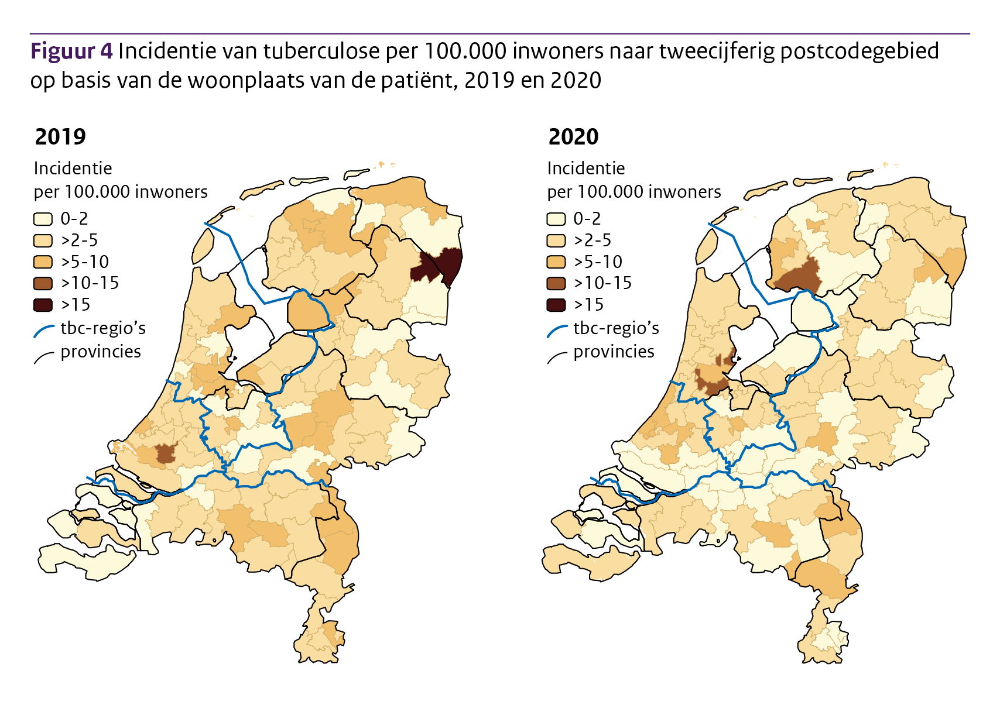 Figuur 4 Incidentie van tuberculose per 100.000 inwoners naar tweecijferig postcodegebied
op basis van de woonplaats van de patiënt, 2019 en 2020
2019
Incidentie
per 100.000 inwoners
0-2
>2-5
>5-10
>10-15
>15
tbc-regio's
provincies
2020
Incidentie
per 100.000 inwoners
0-2
>2-5
>5-10
>10-15
>15
tbc-regio's
provincies